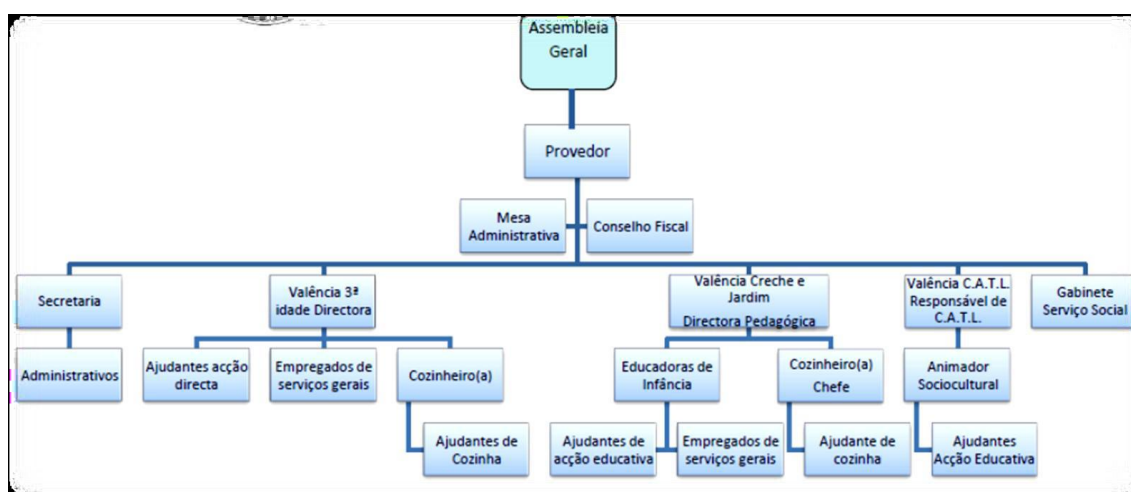 Assembleia
Geral
Provedor
Mesa
Administrativa
Conselho Fiscal
Secretaria
Valência 3ª
idade Directora
Valência Creche e
Jardim
Directora Pedagógica
Valência C.A.T.L.
Responsável de
C.A.T.L.
Gabinete
Serviço Social
Administrativos
Ajudantes acção
directa
Empregados de
serviços gerais
Cozinheiro(a)
Educadoras de
Infância
Cozinheiro(a)
Chefe
Animador
Sociocultural
Ajudantes de
Cozinha
Ajudantes de
acção educativa
Empregados de
serviços gerais
Ajudante de
cozinha
Ajudantes
Acção Educativa